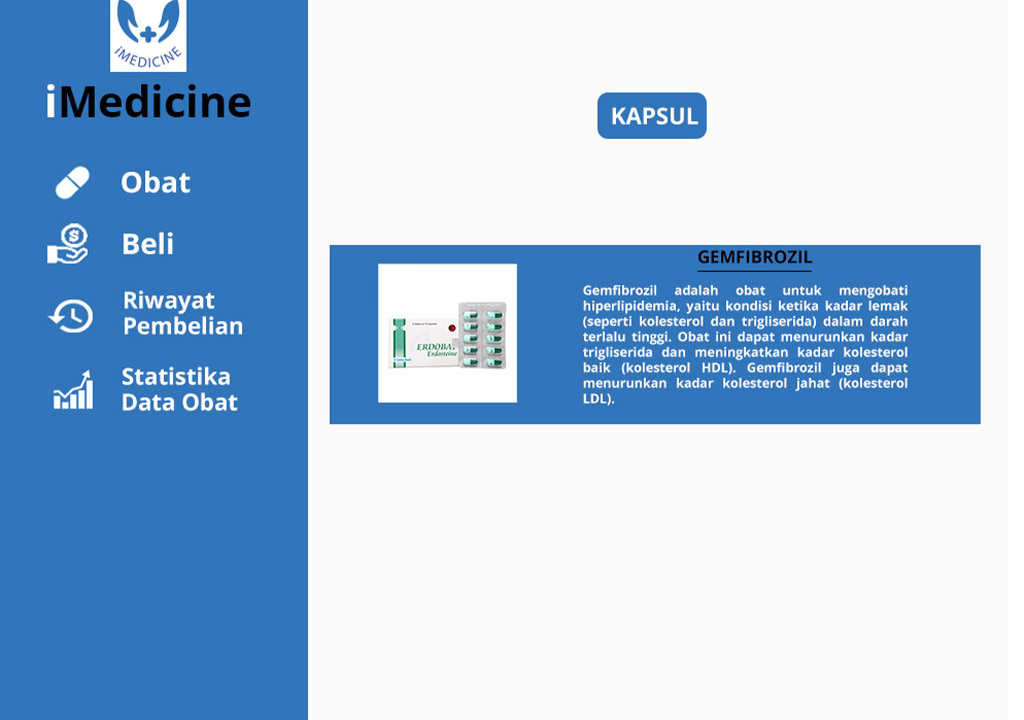 iMEDICINE
iMedicine
Obat
Beli
Riwayat
Pembelian
Statistika
Data Obat
KAPSUL
GEMFIBROZIL
Gemfibrozil adalah obat untuk mengobati
hiperlipidemia, yaitu kondisi ketika kadar lemak
(seperti kolesterol dan trigliserida) dalam darah
terlalu tinggi. Obat ini dapat menurunkan kadar
trigliserida dan meningkatkan kadar kolesterol
baik (kolesterol HDL). Gemfibrozil juga dapat
menurunkan kadar kolesterol jahat (kolesterol
LDL).
Erdosteine